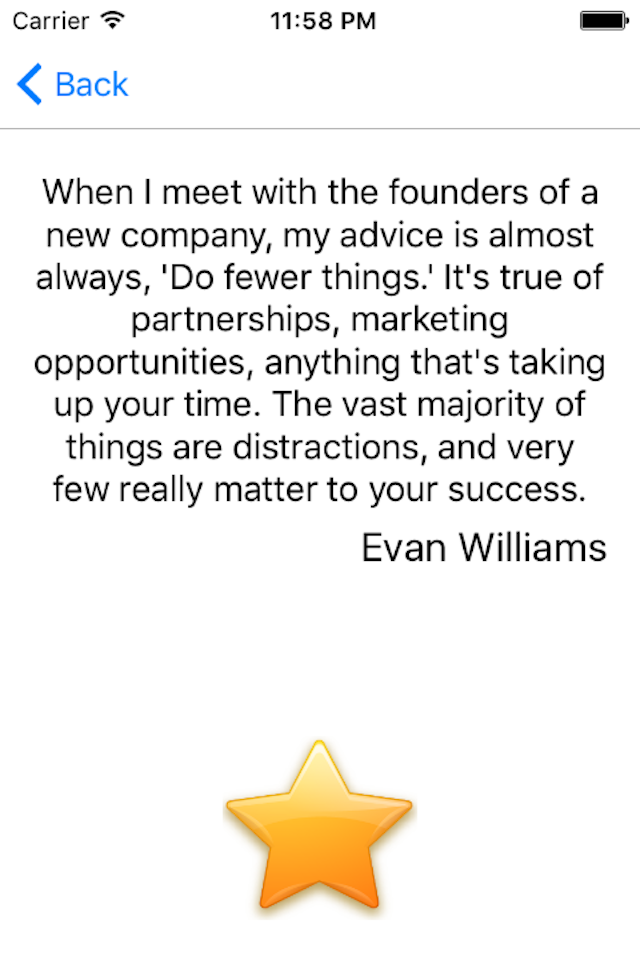 Carrier 11:58 PM
Back
When I meet with the founders of a
new company, my advice is almost
always, 'Do fewer things.' It's true of
partnerships, marketing
opportunities, anything that's taking
up your time. The vast majority of
things are distractions, and very
few really matter to your success.
Evan Williams